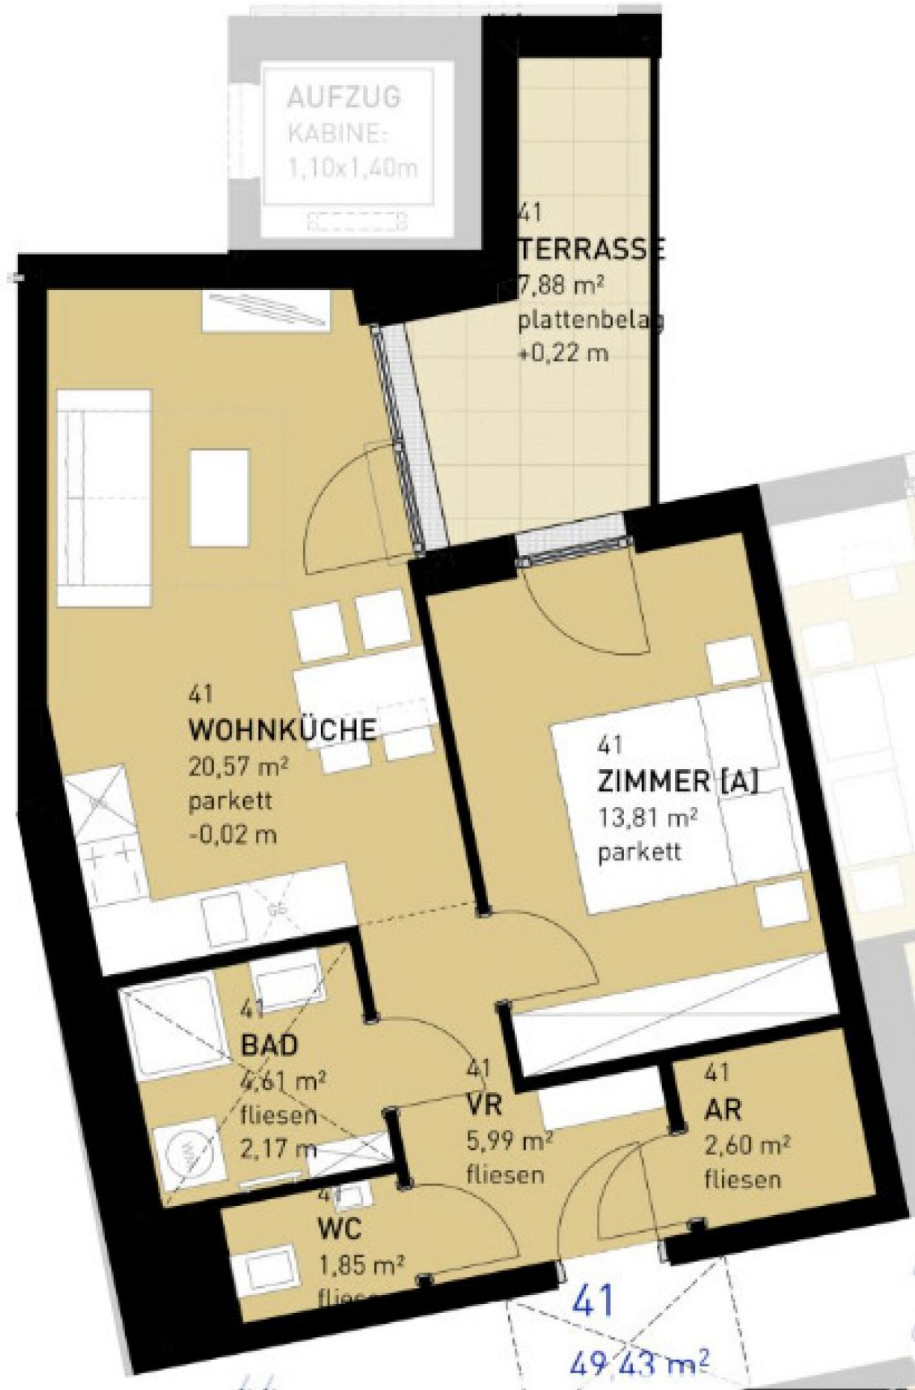 AUFZUG
KABINE:
1,10x1,40m
41
TERRASSE
7,88 m²
plattenbelag
+0,22 m
41
WOHNKÜCHE
20,57 m²
parkett
-0,02 m
41
ZIMMER [A]
13,81 m²
parkett
41
BAD
4,61 m²
fliesen
2,17 m
WM
41
VR
5,99 m²
fliesen
41
AR
2,60 m²
fliesen
41
WC
1,85 m²
fliesen
41
49,43 m²